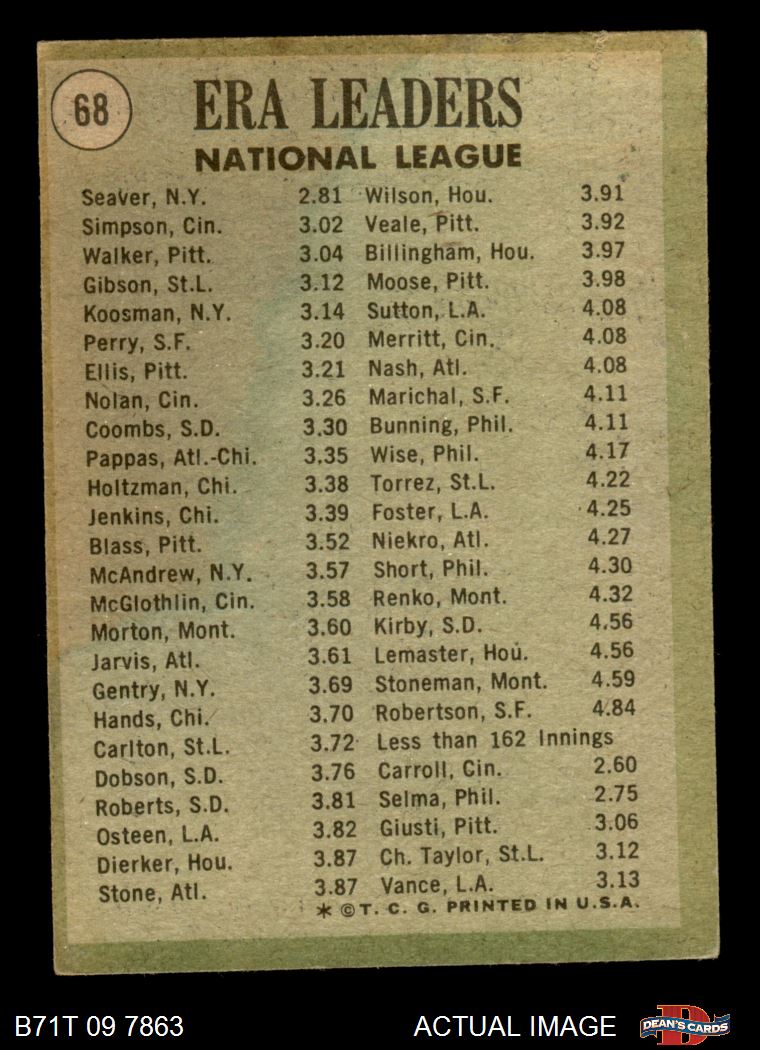 68
ERA LEADERS
NATIONAL LEAGUE
Seaver, N.Y. 2.81
Simpson, Cin. 3.02
Walker, Pitt. 3.04
Gibson, St.L. 3.12
Koosman, N.Y. 3.14
Perry, S.F. 3.20
Ellis, Pitt. 3.21
Nolan, Cin. 3.26
Coombs, S.D. 3.30
Pappas, Atl.-Chi. 3.35
Holtzman, Chi. 3.38
Jenkins, Chi. 3.39
Blass, Pitt. 3.52
McAndrew, N.Y. 3.57
McGlothlin, Cin. 3.58
Morton, Mont. 3.60
Jarvis, Atl. 3.61
Gentry, N.Y. 3.69
Hands, Chi. 3.70
Carlton, St.L. 3.72
Dobson, S.D. 3.76
Roberts, S.D. 3.81
Osteen, L.A. 3.82
Dierker, Hou. 3.87
Stone, Atl. 3.87
Wilson, Hou. 3.91
Veale, Pitt. 3.92
Billingham, Hou. 3.97
Moose, Pitt. 3.98
Sutton, L.A. 4.08
Merritt, Cin. 4.08
Nash, Atl. 4.08
Marichal, S.F. 4.11
Bunning, Phil. 4.11
Wise, Phil. 4.17
Torrez, St.L. 4.22
Foster, L.A. 4.25
Niekro, Atl. 4.27
Short, Phil. 4.30
Renko, Mont. 4.32
Kirby, S.D. 4.56
Lemaster, Hou. 4.56
Stoneman, Mont. 4.59
Robertson, S.F. 4.84
Less than 162 Innings
Carroll, Cin. 2.60
Selma, Phil. 2.75
Giusti, Pitt. 3.06
Ch. Taylor, St.L. 3.12
Vance, L.A. 3.13
* © T. C. G. PRINTED IN U.S.A.
B71T 09 7863
ACTUAL IMAGE
D
DEAN'S CARDS